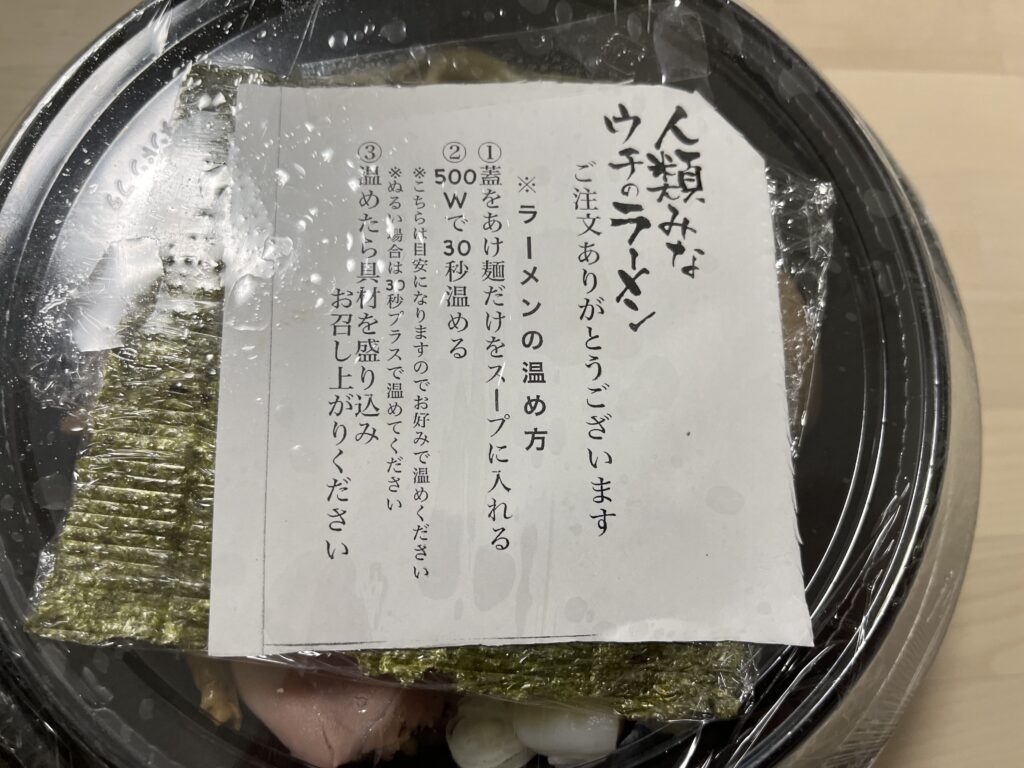 人類みな
ウチのラーメン
ご注文ありがとうございます
※ラーメンの温め方
①蓋をあけ麺だけをスープに入れる
②500Wで30秒温める
※こちらは目安になりますのでお好みで温めください
※ぬるい場合は30秒プラスで温めてください
③温めたら具材を盛り込み
お召し上がりください